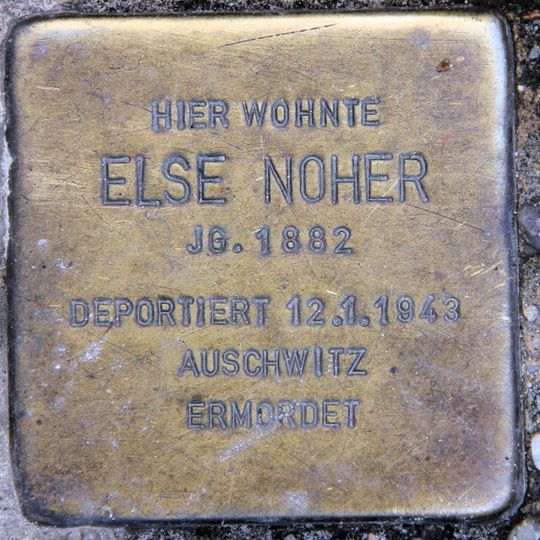 HIER WOHNTE
ELSE NOHER
JG. 1882
DEPORTIERT 12.1.1943
AUSCHWITZ
ERMORDET